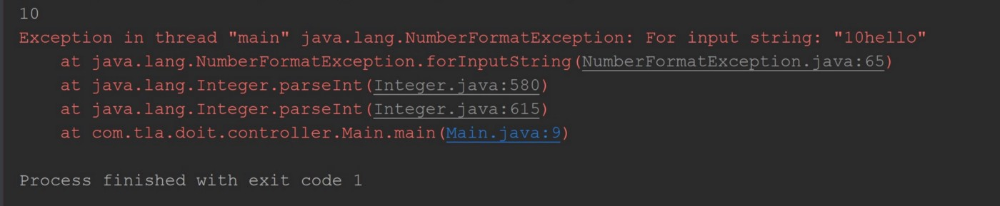 10
Exception in thread "main" java.lang.NumberFormatException: For input string: "10hello"
    at java.lang.NumberFormatException.forInputString(NumberFormatException.java:65)
    at java.lang.Integer.parseInt(Integer.java:580)
    at java.lang.Integer.parseInt(Integer.java:615)
    at com.tla.doit.controller.Main.main(Main.java:9)
Process finished with exit code 1